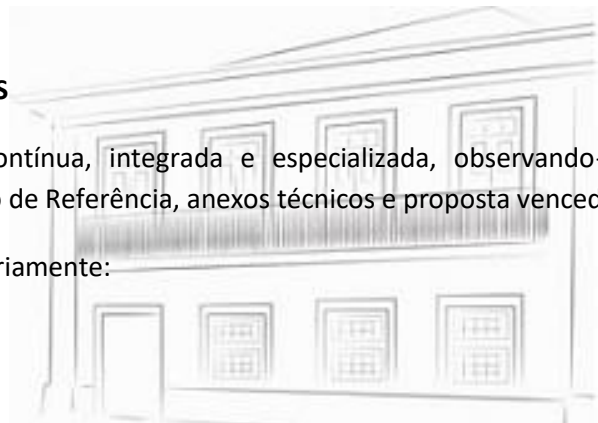 S
ontínua, integrada e especializada, observando-
o de Referência, anexos técnicos e proposta venced
riamente: